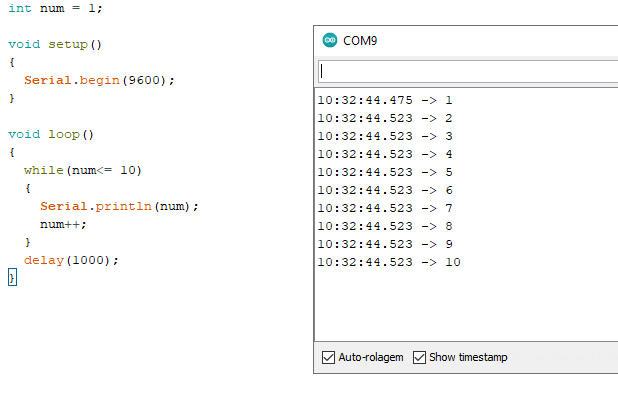 int num = 1;
void setup()
{
Serial.begin(9600);
}
void loop()
{
while(num<= 10)
{
Serial.println(num);
num++;
}
delay(1000);
}
COM9
10:32:44.475 -> 1
10:32:44.523 -> 2
10:32:44.523 -> 3
10:32:44.523 -> 4
10:32:44.523 -> 5
10:32:44.523 -> 6
10:32:44.523 -> 7
10:32:44.523 -> 8
10:32:44.523 -> 9
10:32:44.523 -> 10
Auto-rolagem Show timestamp